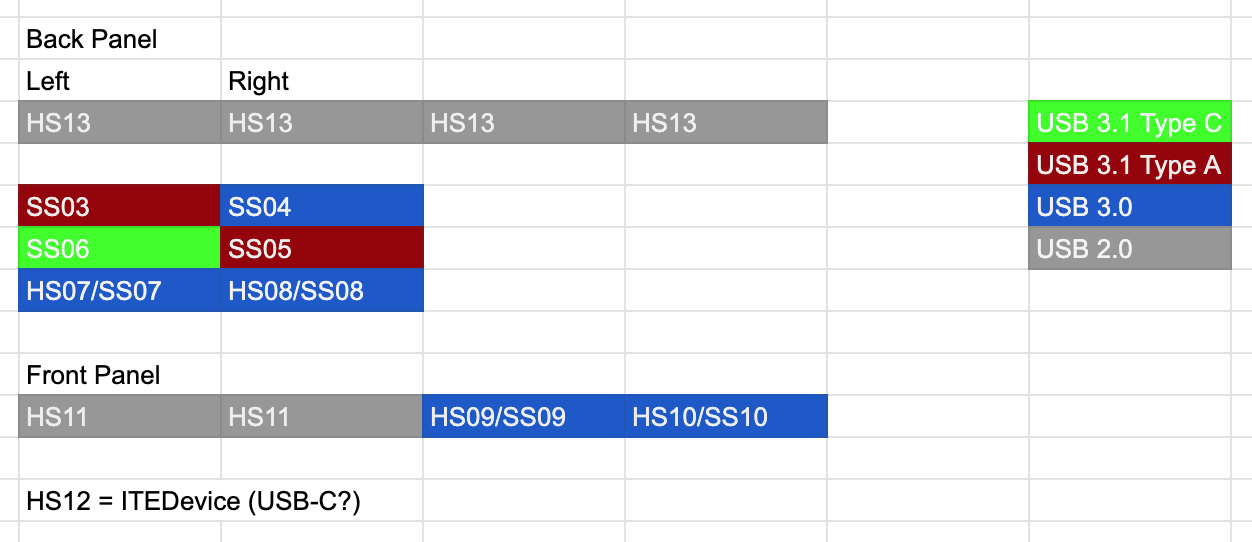 Back Panel
Left Right
HS13 HS13 HS13 HS13 USB 3.1 Type C
USB 3.1 Type A
SS03 SS04 USB 3.0
SS06 SS05 USB 2.0
HS07/SS07 HS08/SS08
Front Panel
HS11 HS11 HS09/SS09 HS10/SS10
HS12 = ITEDevice (USB-C?)